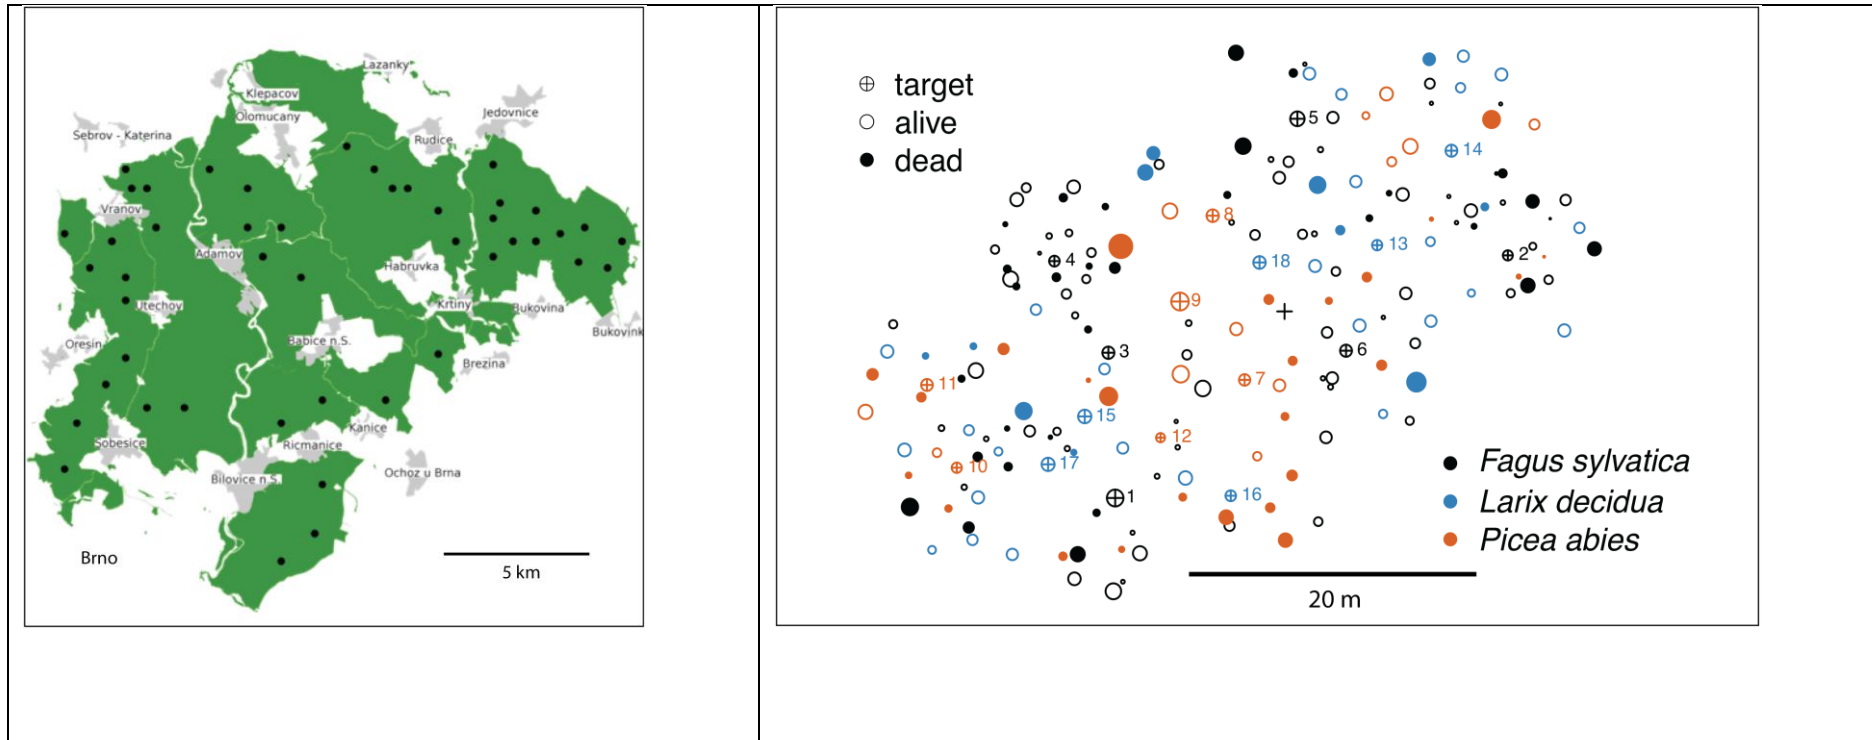 Lazanky
Klepacov
Olomucany
Jedovnice
Sebrov - Katerina
Rudice
Vranov
Adamov
Habruvka
Utechov
Krtiny
Bukovina
Bukovink
Oresin
Babice n.S.
Brezina
Kanice
Sobesice
Ricmanice
Bilovice n.S.
Ochoz u Brna
Brno
5 km
target
alive
dead
5
14
8
13
2
4
18
9
3
6
11
7
15
12
10
17
1
16
Fagus sylvatica
Larix decidua
Picea abies
20 m